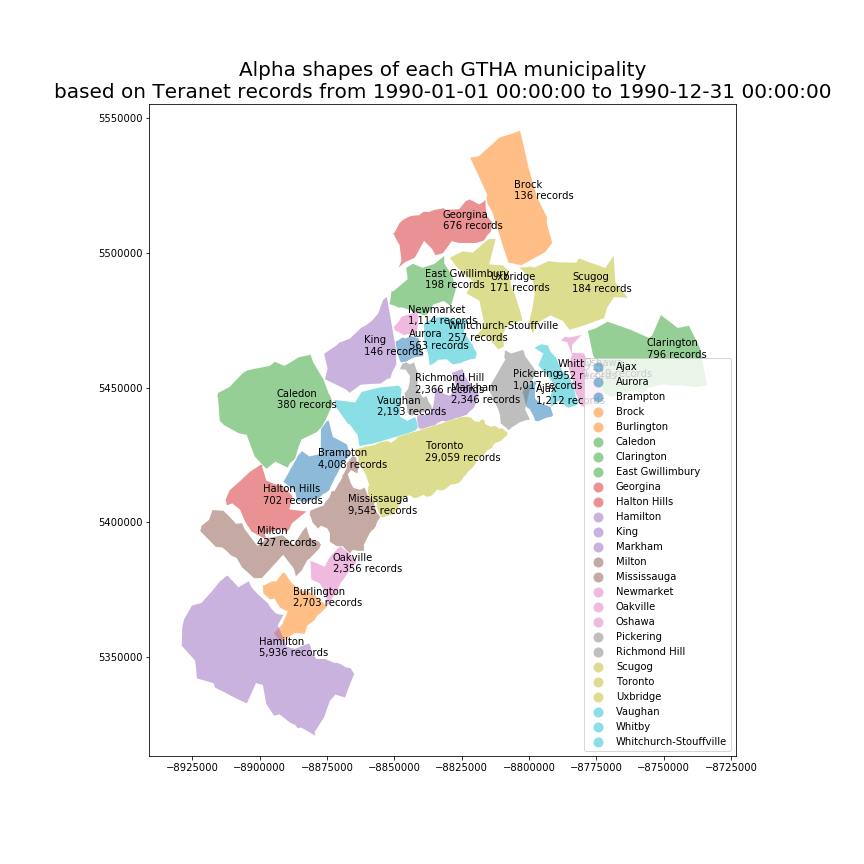 Alpha shapes of each GTHA municipality
based on Teranet records from 1990-01-01 00:00:00 to 1990-12-31 00:00:00
5550000
5500000
5450000
5400000
5350000
Brock
136 records
Georgina
676 records
East Gwillimbury
198 records
Uxbridge
171 records
Scugog
184 records
Newmarket
1,114 records
Whitchurch-Stouffville
257 records
Aurora
563 records
King
146 records
Clarington
796 records
Richmond Hill
2,366 records
Markham
2,346 records
Pickering
1,017 records
Ajax
1,212 records
Whitt
952 records
Caledon
380 records
Vaughan
2,193 records
Toronto
29,059 records
Brampton
4,008 records
Halton Hills
702 records
Mississauga
9,545 records
Milton
427 records
Oakville
2,356 records
Burlington
2,703 records
Hamilton
5,936 records
Ajax
Aurora
Brampton
Brock
Burlington
Caledon
Clarington
East Gwillimbury
Georgina
Halton Hills
Hamilton
King
Markham
Milton
Mississauga
Newmarket
Oakville
Oshawa
Pickering
Richmond Hill
Scugog
Toronto
Uxbridge
Vaughan
Whitby
Whitchurch-Stouffville
−8925000 −8900000 −8875000 −8850000 −8825000 −8800000 −8775000 −8750000 −8725000